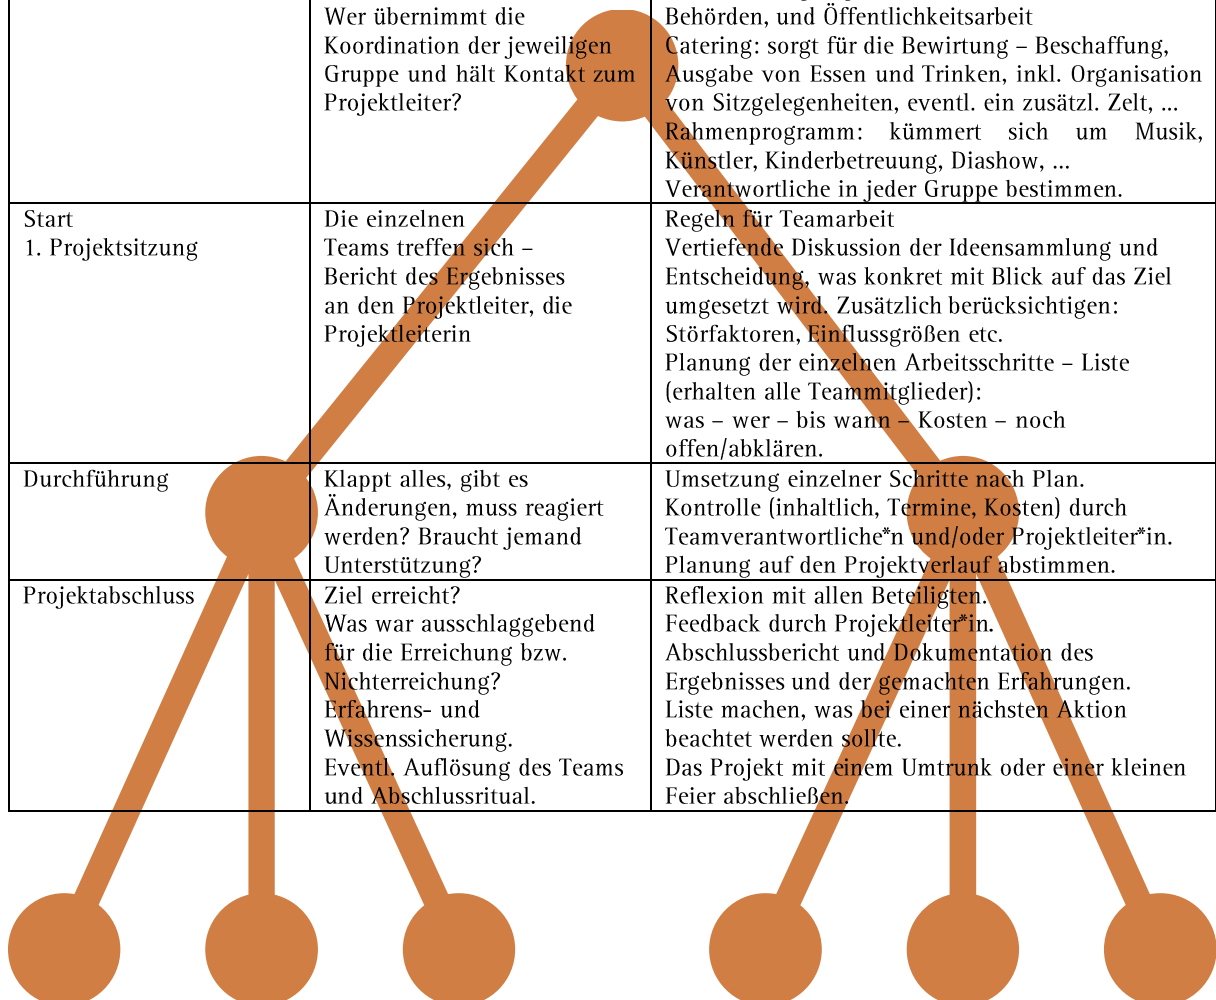 Wer übernimmt die
Koordination der jeweiligen
Gruppe und hält Kontakt zum
Projektleiter?
Behörden, und Öffentlichkeitsarbeit
Catering: sorgt für die Bewirtung – Beschaffung,
Ausgabe von Essen und Trinken, inkl. Organisation
von Sitzgelegenheiten, eventl. ein zusätzl. Zelt, ...
Rahmenprogramm: kümmert sich um Musik,
Künstler, Kinderbetreuung, Diashow, ...
Verantwortliche in jeder Gruppe bestimmen.
Start
1. Projektsitzung
Die einzelnen
Teams treffen sich –
Bericht des Ergebnisses
an den Projektleiter, die
Projektleiterin
Regeln für Teamarbeit
Vertiefende Diskussion der Ideensammlung und
Entscheidung, was konkret mit Blick auf das Ziel
umgesetzt wird. Zusätzlich berücksichtigen:
Störfaktoren, Einflussgrößen etc.
Planung der einzelnen Arbeitsschritte – Liste
(erhalten alle Teammitglieder):
was – wer – bis wann – Kosten – noch
offen/abklären.
Durchführung
Klappt alles, gibt es
Änderungen, muss reagiert
werden? Braucht jemand
Unterstützung?
Umsetzung einzelner Schritte nach Plan.
Kontrolle (inhaltlich, Termine, Kosten) durch
Teamverantwortliche*n und/oder Projektleiter*in.
Planung auf den Projektverlauf abstimmen.
Projektabschluss
Ziel erreicht?
Was war ausschlaggebend
für die Erreichung bzw.
Nichterreichung?
Erfahrens- und
Wissenssicherung.
Eventl. Auflösung des Teams
und Abschlussritual.
Reflexion mit allen Beteiligten.
Feedback durch Projektleiter*in.
Abschlussbericht und Dokumentation des
Ergebnisses und der gemachten Erfahrungen.
Liste machen, was bei einer nächsten Aktion
beachtet werden sollte.
Das Projekt mit einem Umtrunk oder einer kleinen
Feier abschließen.